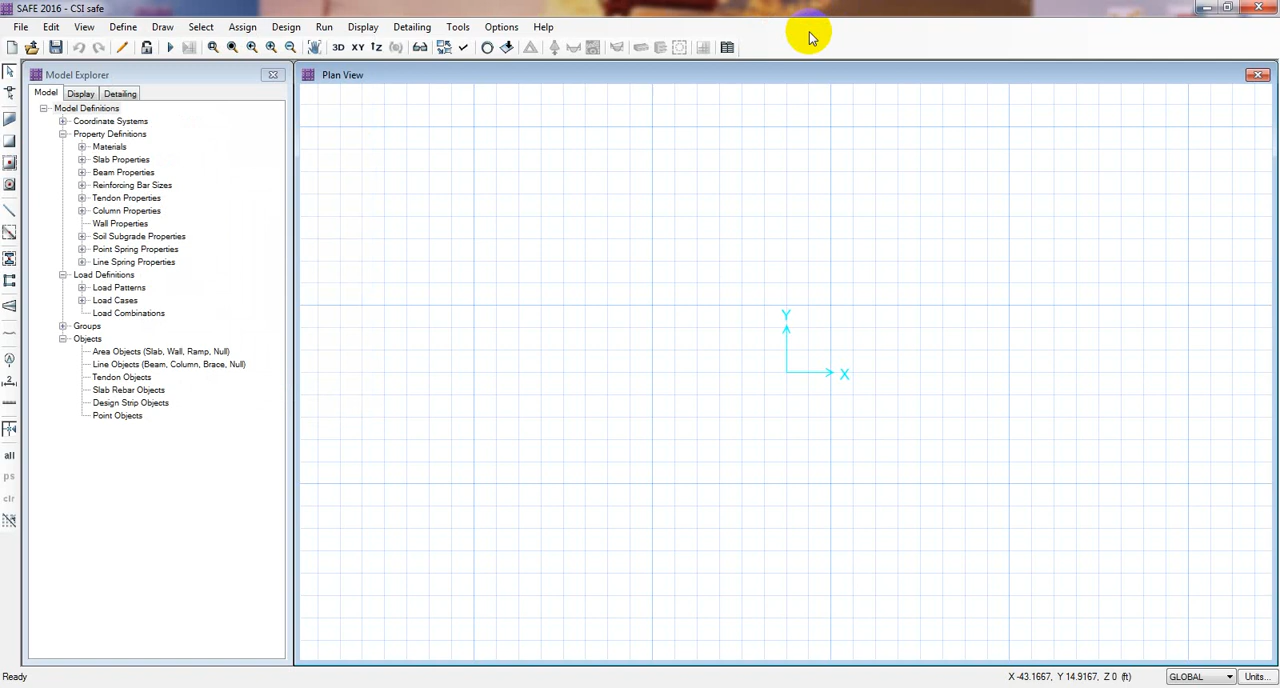 SAFE 2016 - CSI safe
File Edit View Define Draw Select Assign Design Run Display Detailing Tools Options Help
3D XY
Model Explorer
Model Display Detailing
Model Definitions
Coordinate Systems
Property Definitions
Materials
Slab Properties
Beam Properties
Reinforcing Bar Sizes
Tendon Properties
Column Properties
Wall Properties
Soil Subgrade Properties
Point Spring Properties
Line Spring Properties
Load Definitions
Load Patterns
Load Cases
Load Combinations
Groups
Objects
Area Objects (Slab, Wall, Ramp, Null)
Line Objects (Beam, Column, Brace, Null)
Tendon Objects
Slab Rebar Objects
Design Strip Objects
Point Objects
all
ps
clr
Plan View
Y
X
Ready
X -43.1667, Y 14.9167, Z 0 (ft)
GLOBAL
Units...